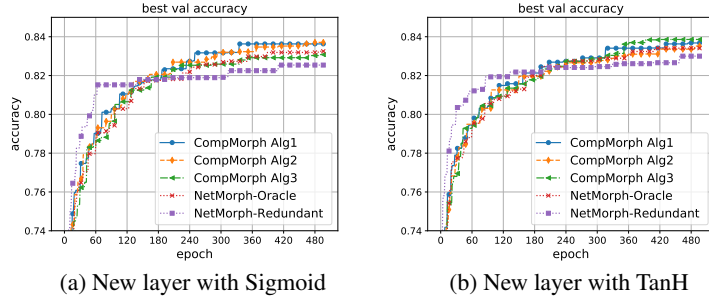 best val accuracy
0.84
0.82
0.80
0.78
0.76
0.74
accuracy
0 60 120 180 240 300 360 420 480
epoch
CompMorph Alg1
CompMorph Alg2
CompMorph Alg3
NetMorph-Oracle
NetMorph-Redundant
(a) New layer with Sigmoid
best val accuracy
0.84
0.82
0.80
0.78
0.76
0.74
accuracy
0 60 120 180 240 300 360 420 480
epoch
CompMorph Alg1
CompMorph Alg2
CompMorph Alg3
NetMorph-Oracle
NetMorph-Redundant
(b) New layer with TanH